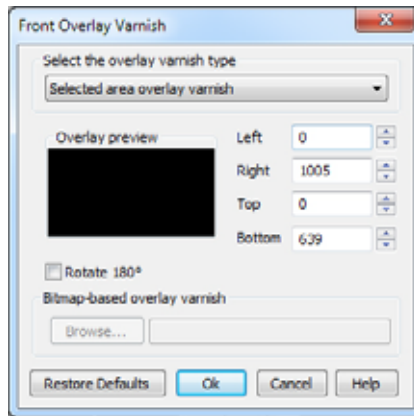 Front Overlay Varnish
Select the overlay varnish type
Selected area overlay varnish
Overlay preview
Left 0
Right 1005
Top 0
Bottom 639
Rotate 180°
Bitmap-based overlay varnish
Browse...
Restore Defaults Ok Cancel Help